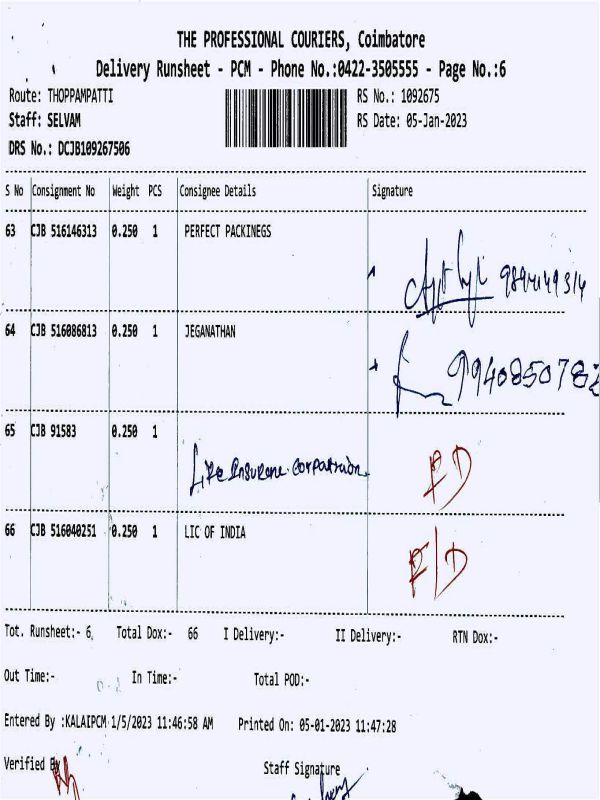 THE PROFESSIONAL COURIERS, Coimbatore
Delivery Runsheet - PCM - Phone No.:0422-3505555 - Page No.:6
Route: THOPPAMPATTI
RS No.: 1092675
Staff: SELVAM
RS Date: 05-Jan-2023
DRS No.: DCJB109267506
S No Consignment No Weight PCS Consignee Details Signature
63 CJB 516146313 0.250 1 PERFECT PACKINEGS
64 CJB 516086813 0.250 1 JEGANATHAN
9940850782
65 CJB 91583 0.250 1
Life Insurene. Corpatraion
RD
66 CJB 516040251 0.250 1 LIC OF INDIA
R/D
Tot. Runsheet:- 6 Total Dox:- 66 I Delivery:- II Delivery:- RTN Dox:-
Out Time:- In Time:- Total POD:-
Entered By :KALAIPCM 1/5/2023 11:46:58 AM Printed On: 05-01-2023 11:47:28
Verified By Staff Signature